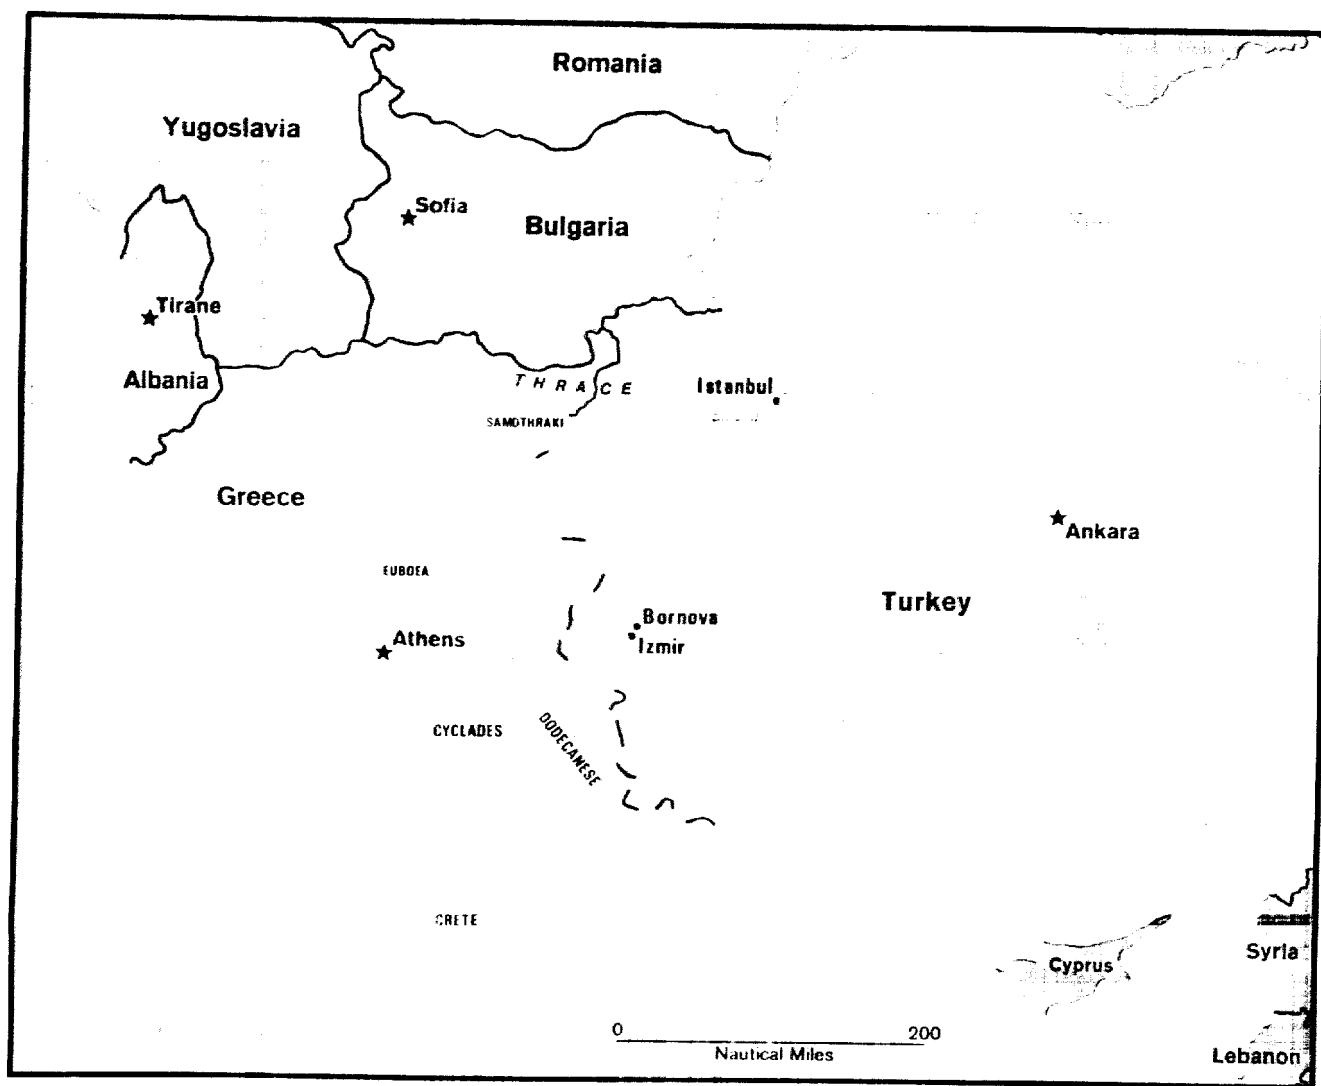 Romania
Yugoslavia
Sofia
Bulgaria
Tirane
Albania
THRACE
Istanbul
SAMOTHRAKI
Greece
Ankara
EUBOEA
Turkey
Bornova
Izmir
Athens
CYCLADES
DODECANESE
CRETE
Syria
Cyprus
0 200
Nautical Miles
Lebanon